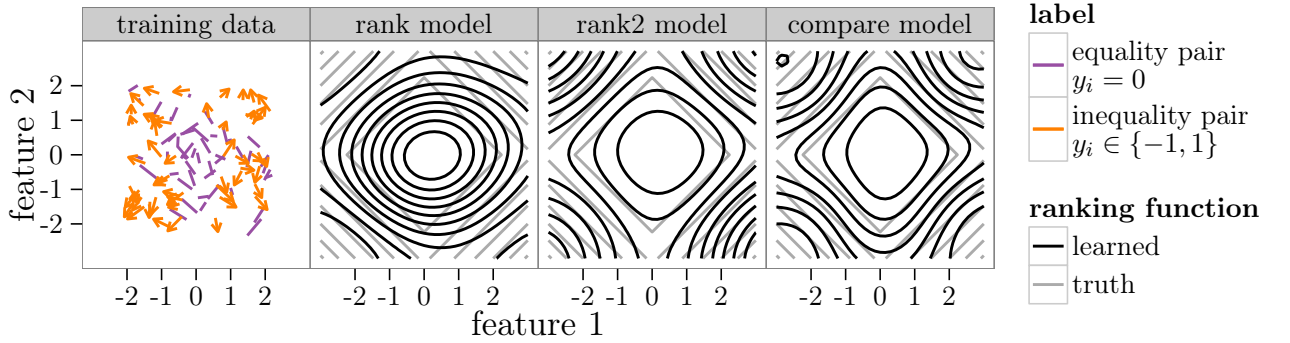 training data
rank model
rank2 model
compare model
feature 2
2
1
0
-1
-2
-2 -1 0 1 2
-2 -1 0 1 2
-2 -1 0 1 2
-2 -1 0 1 2
feature 1
label
equality pair
yᵢ = 0
inequality pair
yᵢ ∈ {−1, 1}
ranking function
learned
truth